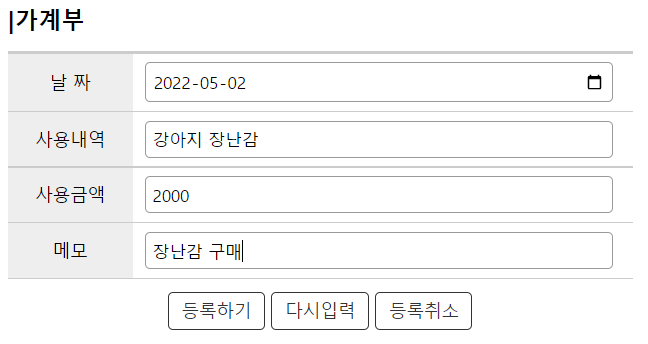 |가계부
날 짜 2022-05-02
사용내역 강아지 장난감
사용금액 2000
메모 장난감 구매
등록하기 다시입력 등록취소